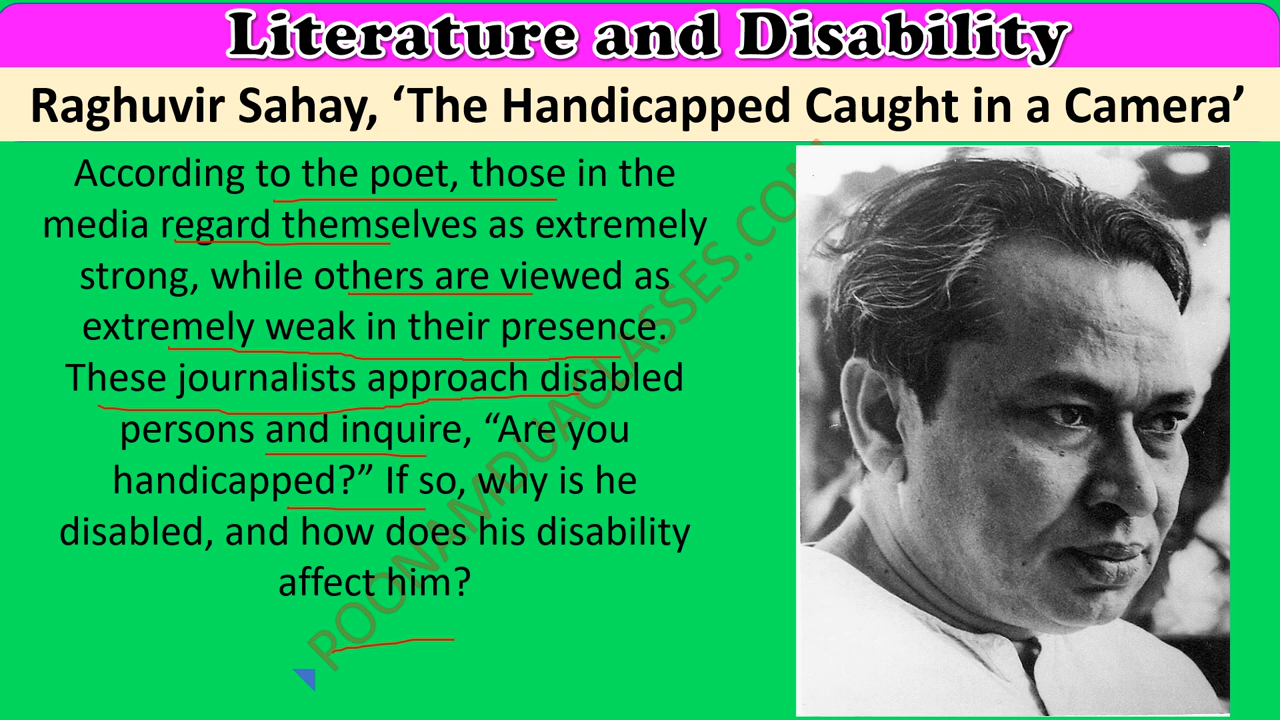 Literature and Disability
Raghuvir Sahay, ‘The Handicapped Caught in a Camera’
According to the poet, those in the
media regard themselves as extremely
strong, while others are viewed as
extremely weak in their presence.
These journalists approach disabled
persons and inquire, “Are you
handicapped?” If so, why is he
disabled, and how does his disability
affect him?
POONAMDUACLASSES.COM